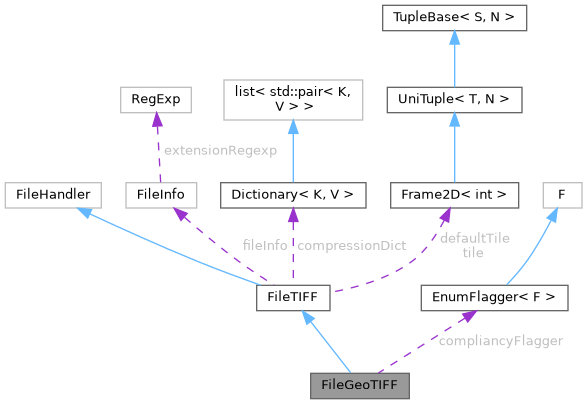 TupleBase< S, N >
list< std::pair< K,
V > >
RegExp
UniTuple< T, N >
extensionRegexp
FileHandler
FileInfo
Dictionary< K, V >
Frame2D< int >
F
fileInfo
compressionDict
defaultTile
tile
FileTIFF
EnumFlagger< F >
compliancyFlagger
FileGeoTIFF